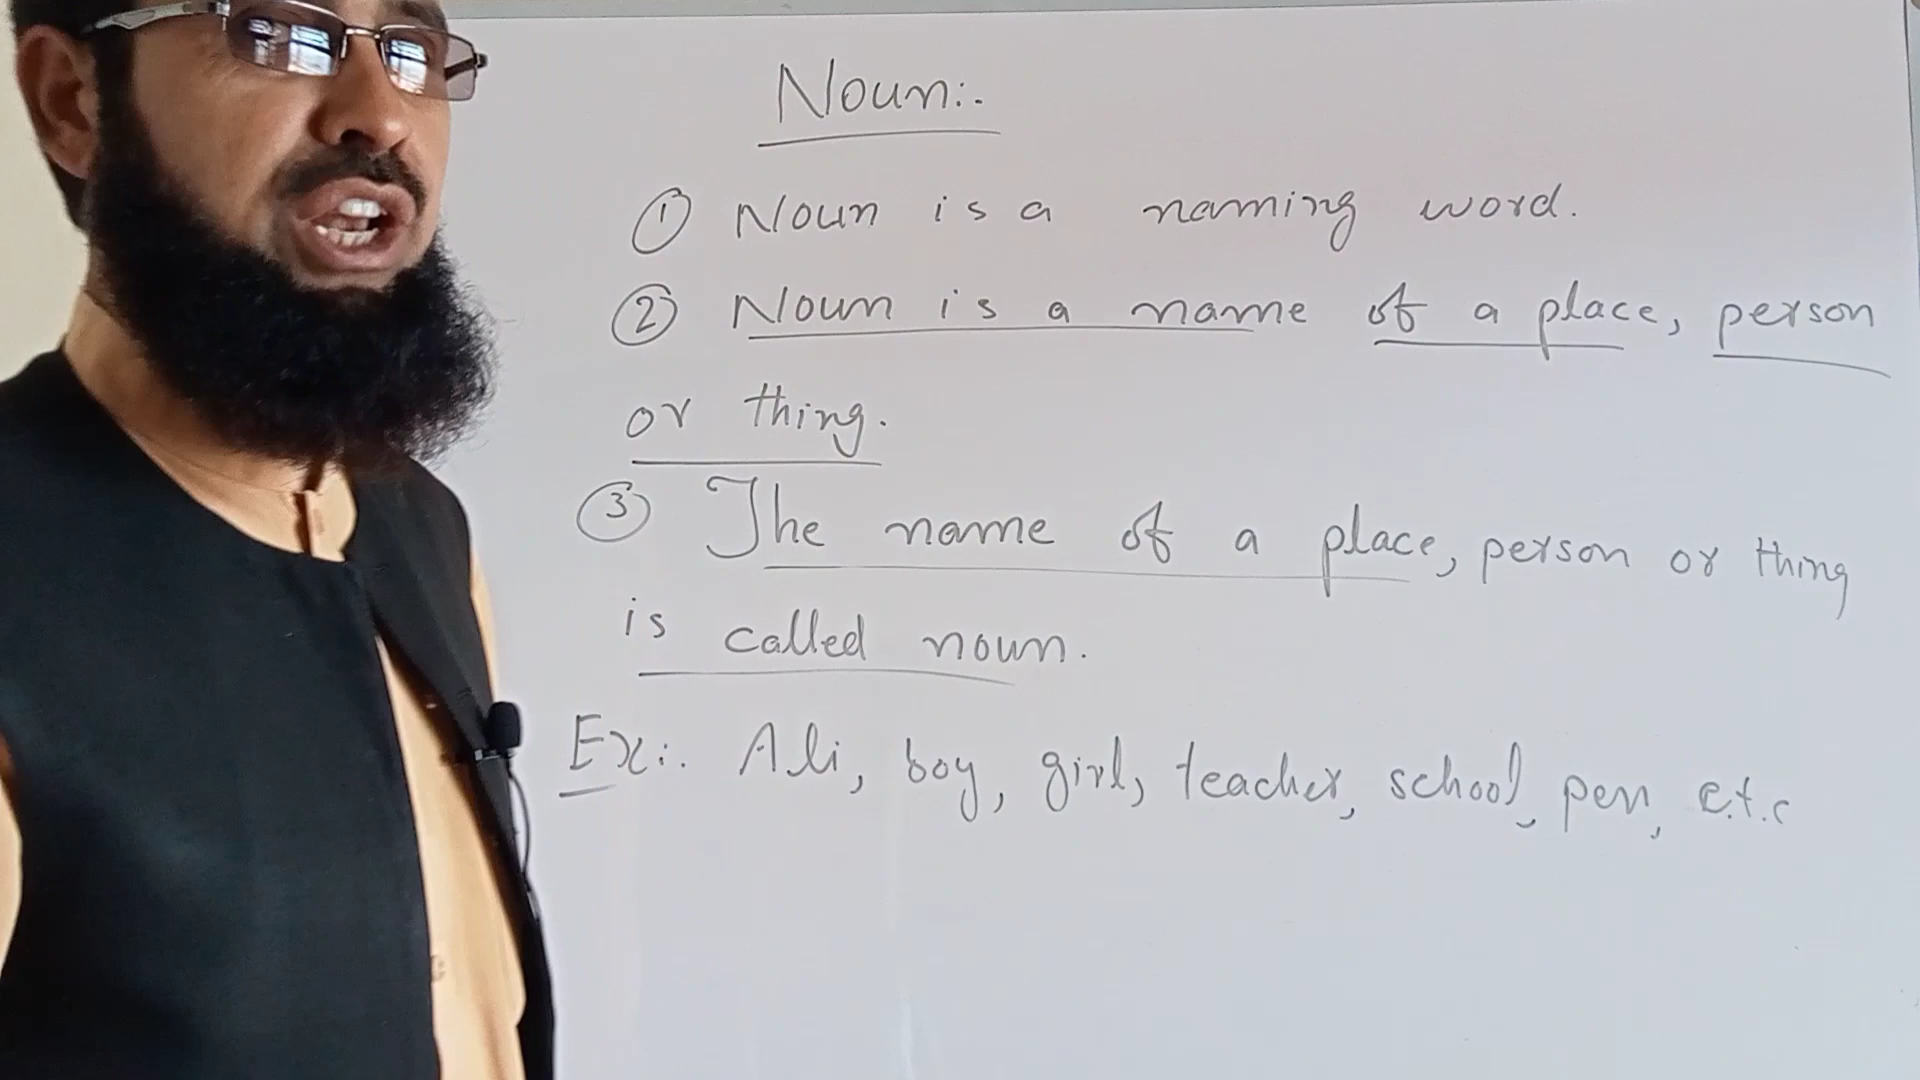 Noun:.
① Noun is a naming word.
② Noun is a name of a place, person
or thing.
③ The name of a place, person or thing
is called noun.
Ex:. Ali, boy, girl, teacher, school, pen, e.t.c